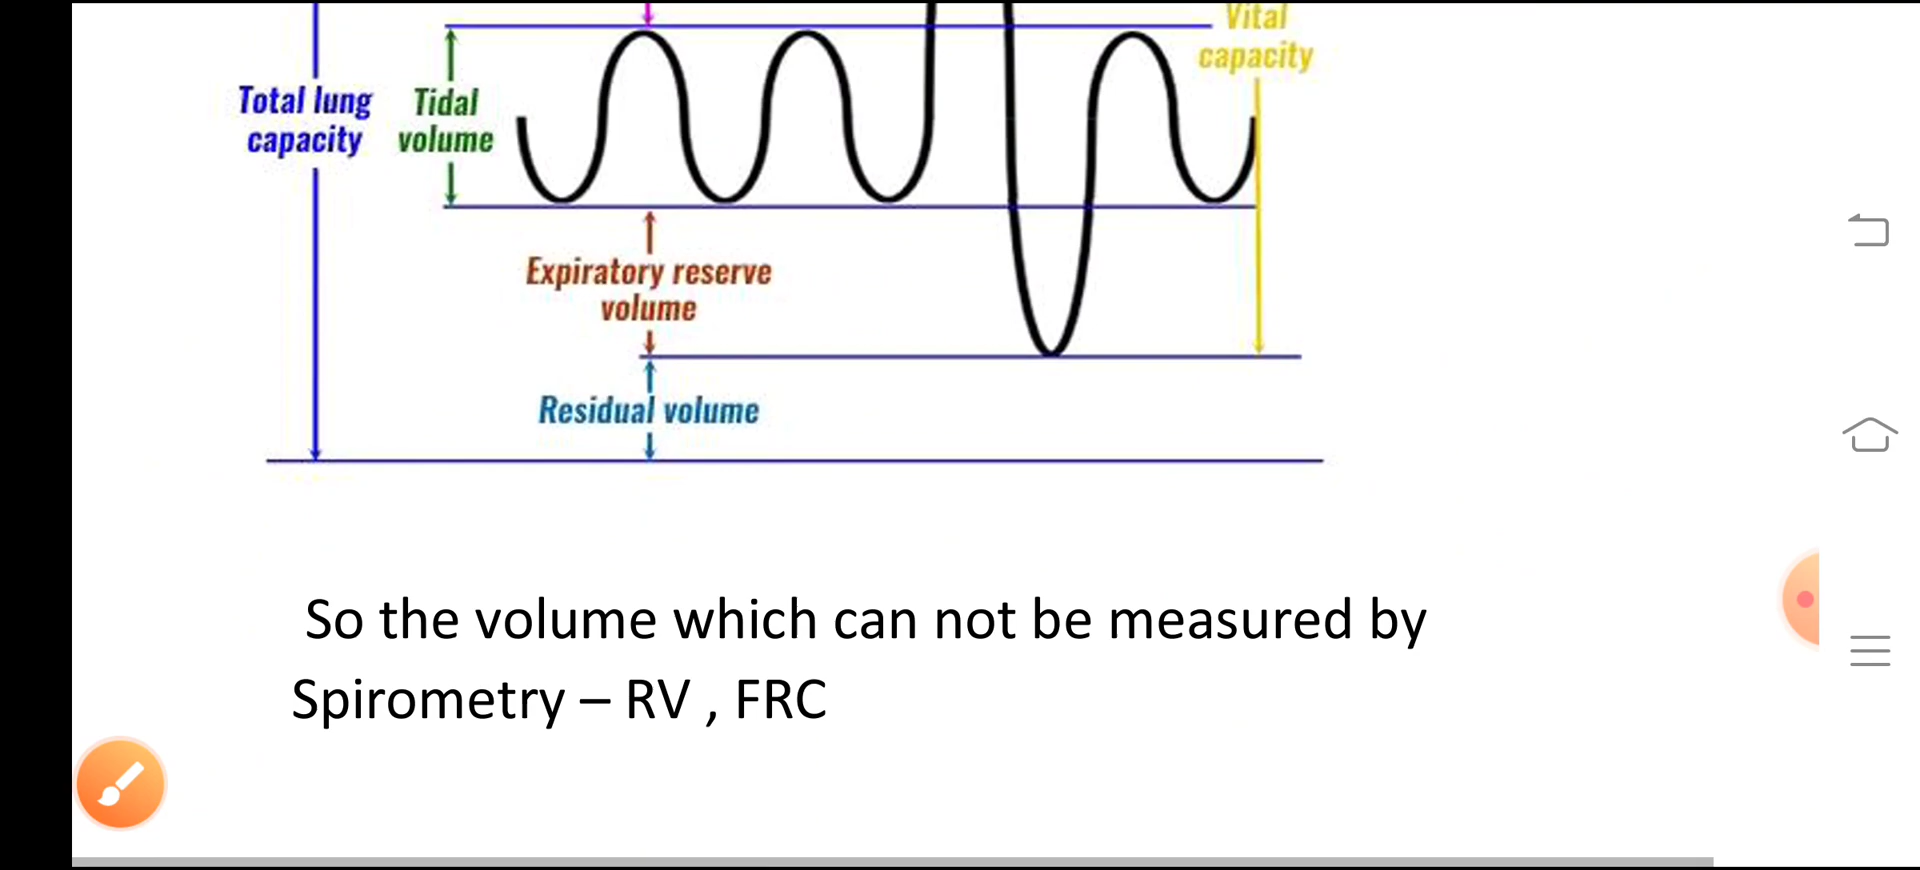 Vital
capacity
Total lung
capacity
Tidal
volume
Expiratory reserve
volume
Residual volume
So the volume which can not be measured by
Spirometry – RV , FRC